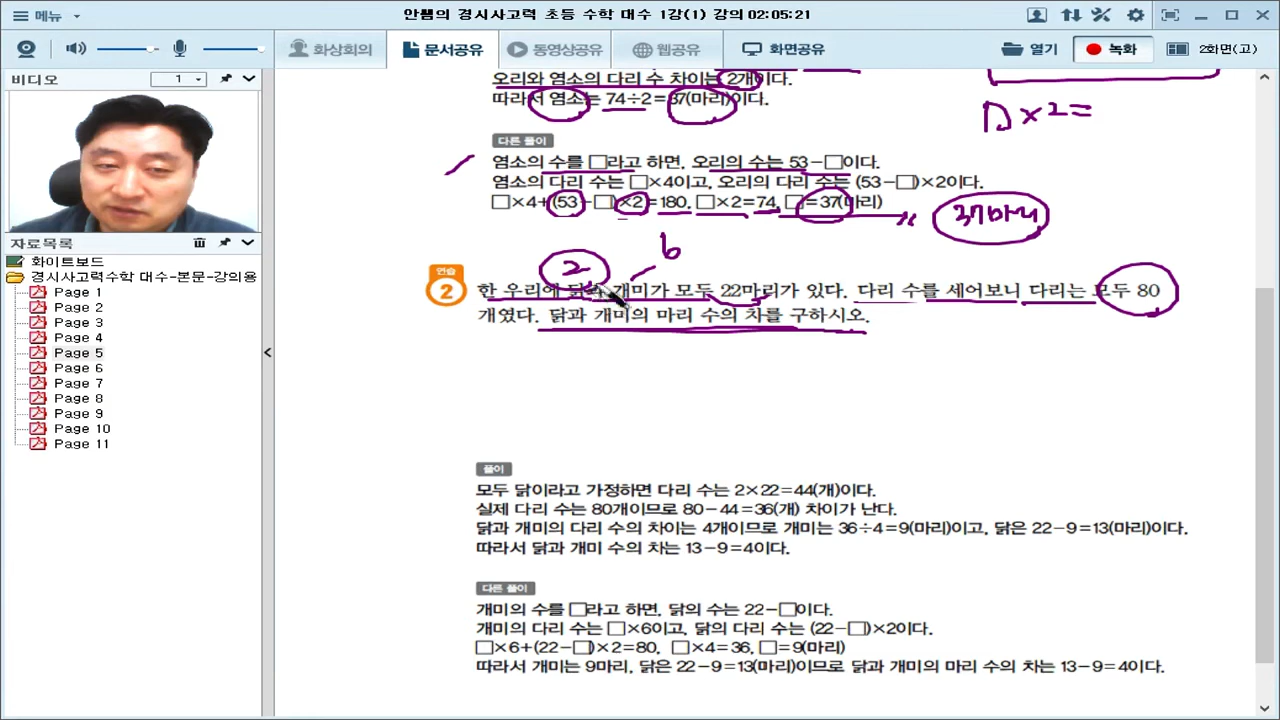 메뉴
안쌤의 경시사고력 초등 수학 대수 1강(1) 강의 02:05:21
화상회의
문서공유
동영상공유
웹공유
화면공유
열기
녹화
2화면(고)
비디오
1
자료목록
화이트보드
경시사고력수학 대수-본문-강의용
Page 1
Page 2
Page 3
Page 4
Page 5
Page 6
Page 7
Page 8
Page 9
Page 10
Page 11
오리와 염소의 다리 수 차이는 2개이다.
따라서 염소는 74÷2=37(마리)이다.
□×2=
다른 풀이
염소의 수를 □라고 하면, 오리의 수는 53-□이다.
염소의 다리 수는 □×4이고, 오리의 다리 수는 (53-□)×2이다.
□×4+(53-□)×2=180, □×2=74, □=37(마리)
37마리
2
6
연습
2
한 우리에 닭과 개미가 모두 22마리가 있다. 다리 수를 세어보니 다리는 모두 80
개였다. 닭과 개미의 마리 수의 차를 구하시오.
풀이
모두 닭이라고 가정하면 다리 수는 2×22=44(개)이다.
실제 다리 수는 80개이므로 80-44=36(개) 차이가 난다.
닭과 개미의 다리 수의 차이는 4개이므로 개미는 36÷4=9(마리)이고, 닭은 22-9=13(마리)이다.
따라서 닭과 개미 수의 차는 13-9=4이다.
다른 풀이
개미의 수를 □라고 하면, 닭의 수는 22-□이다.
개미의 다리 수는 □×6이고, 닭의 다리 수는 (22-□)×2이다.
□×6+(22-□)×2=80, □×4=36, □=9(마리)
따라서 개미는 9마리, 닭은 22-9=13(마리)이므로 닭과 개미의 마리 수의 차는 13-9=4이다.